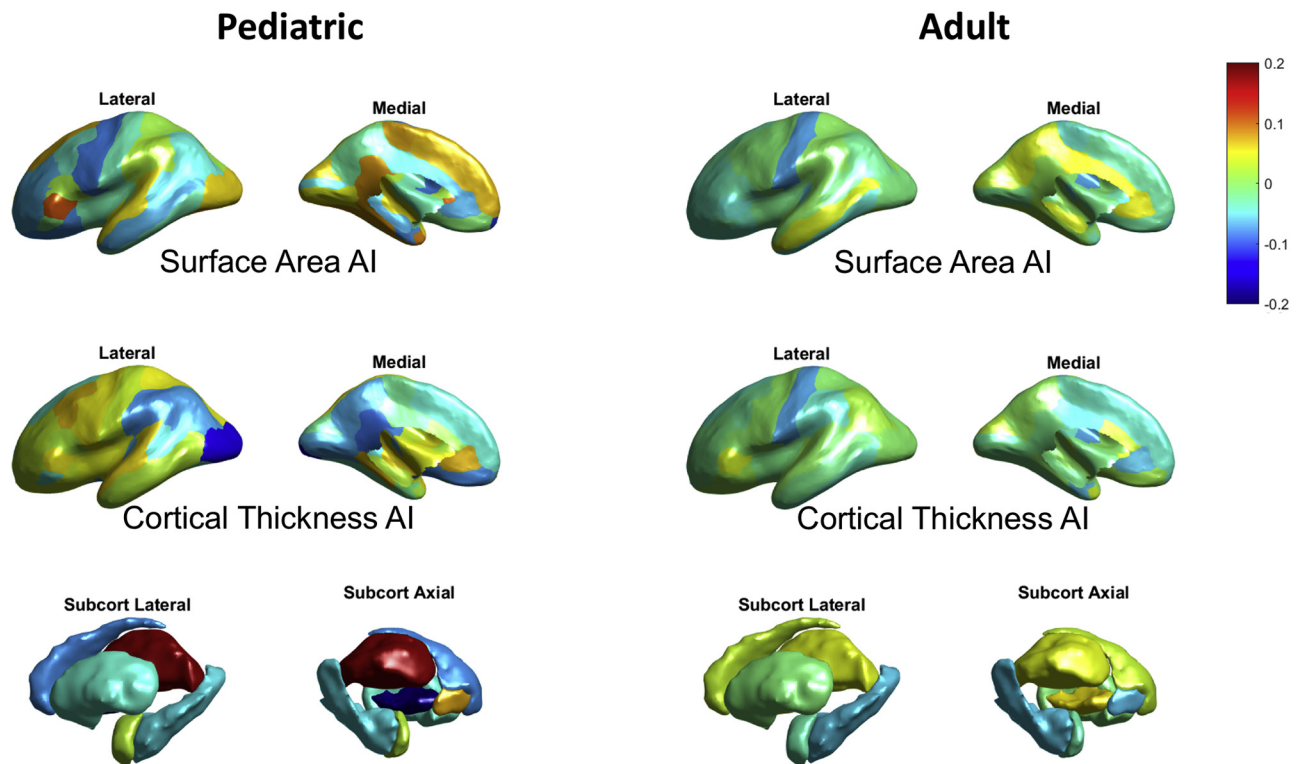 Pediatric
Adult
Lateral
Medial
Lateral
Medial
0.2
0.1
0
-0.1
-0.2
Surface Area AI
Surface Area AI
Lateral
Medial
Lateral
Medial
Cortical Thickness AI
Cortical Thickness AI
Subcort Lateral
Subcort Axial
Subcort Lateral
Subcort Axial